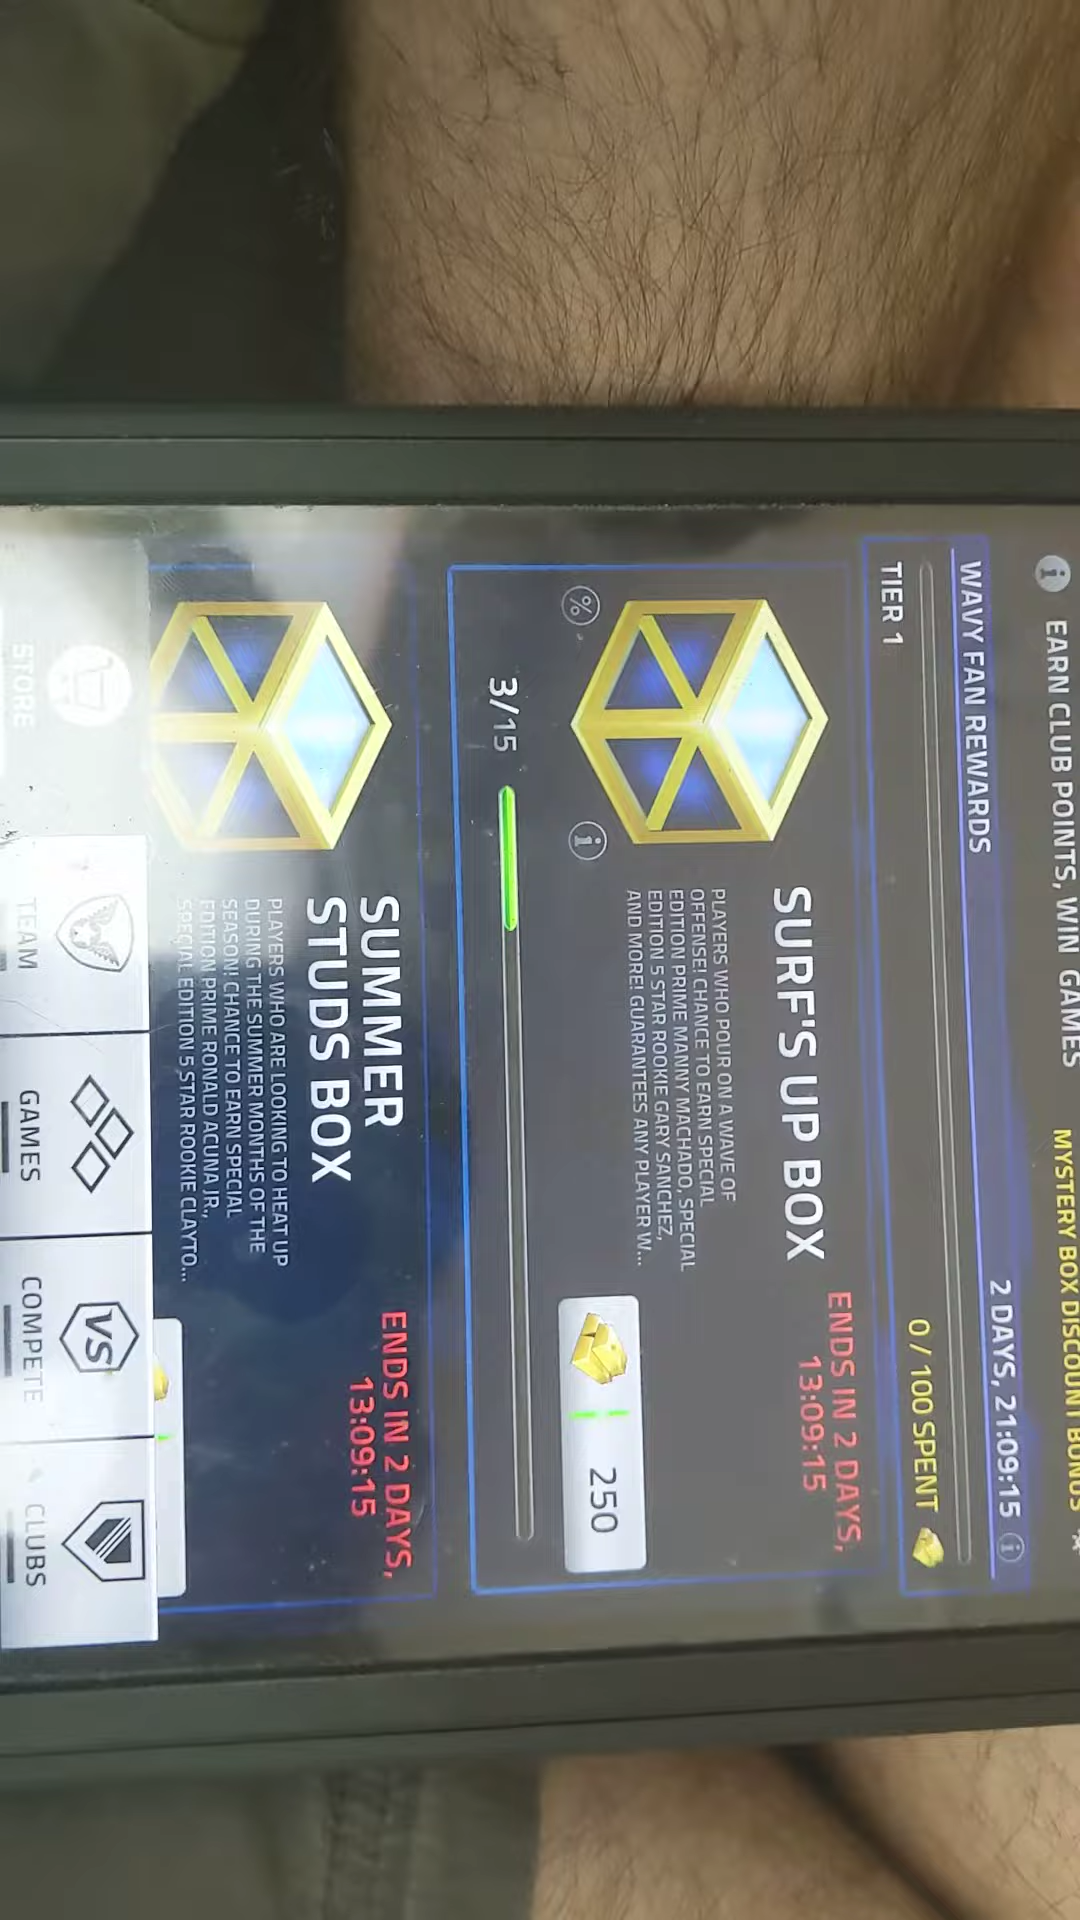 EARN CLUB POINTS, WIN GAMES
MYSTERY BOX DISCOUNT BONUS
WAVY FAN REWARDS
2 DAYS, 21:09:15
TIER 1
0 / 100 SPENT
SURF'S UP BOX
ENDS IN 2 DAYS,
13:09:15
PLAYERS WHO POUR ON A WAVE OF
OFFENSE! CHANCE TO EARN SPECIAL
EDITION PRIME MANNY MACHADO, SPECIAL
EDITION 5 STAR ROOKIE GARY SANCHEZ,
AND MORE! GUARANTEES ANY PLAYER W...
250
3/15
SUMMER
STUDS BOX
ENDS IN 2 DAYS,
13:09:15
PLAYERS WHO ARE LOOKING TO HEAT UP
DURING THE SUMMER MONTHS OF THE
SEASON! CHANCE TO EARN SPECIAL
EDITION PRIME RONALD ACUNA JR.,
SPECIAL EDITION 5 STAR ROOKIE CLAYTO...
STORE
TEAM
GAMES
VS
COMPETE
CLUBS